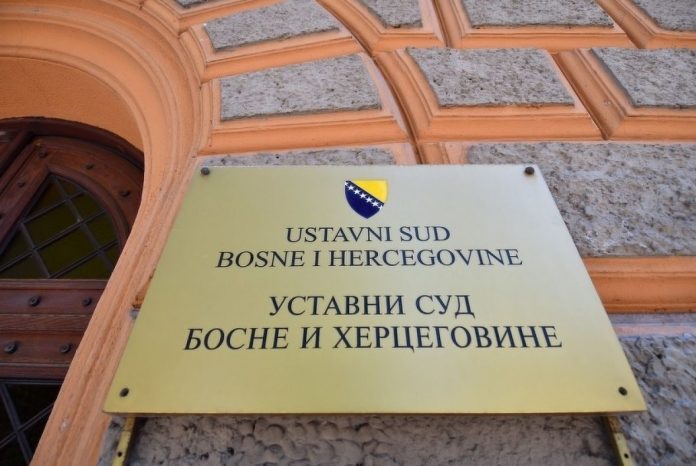 USTAVNI SUD
BOSNE I HERCEGOVINE
УСТАВНИ СУД
БОСНЕ И ХЕРЦЕГОВИНЕ